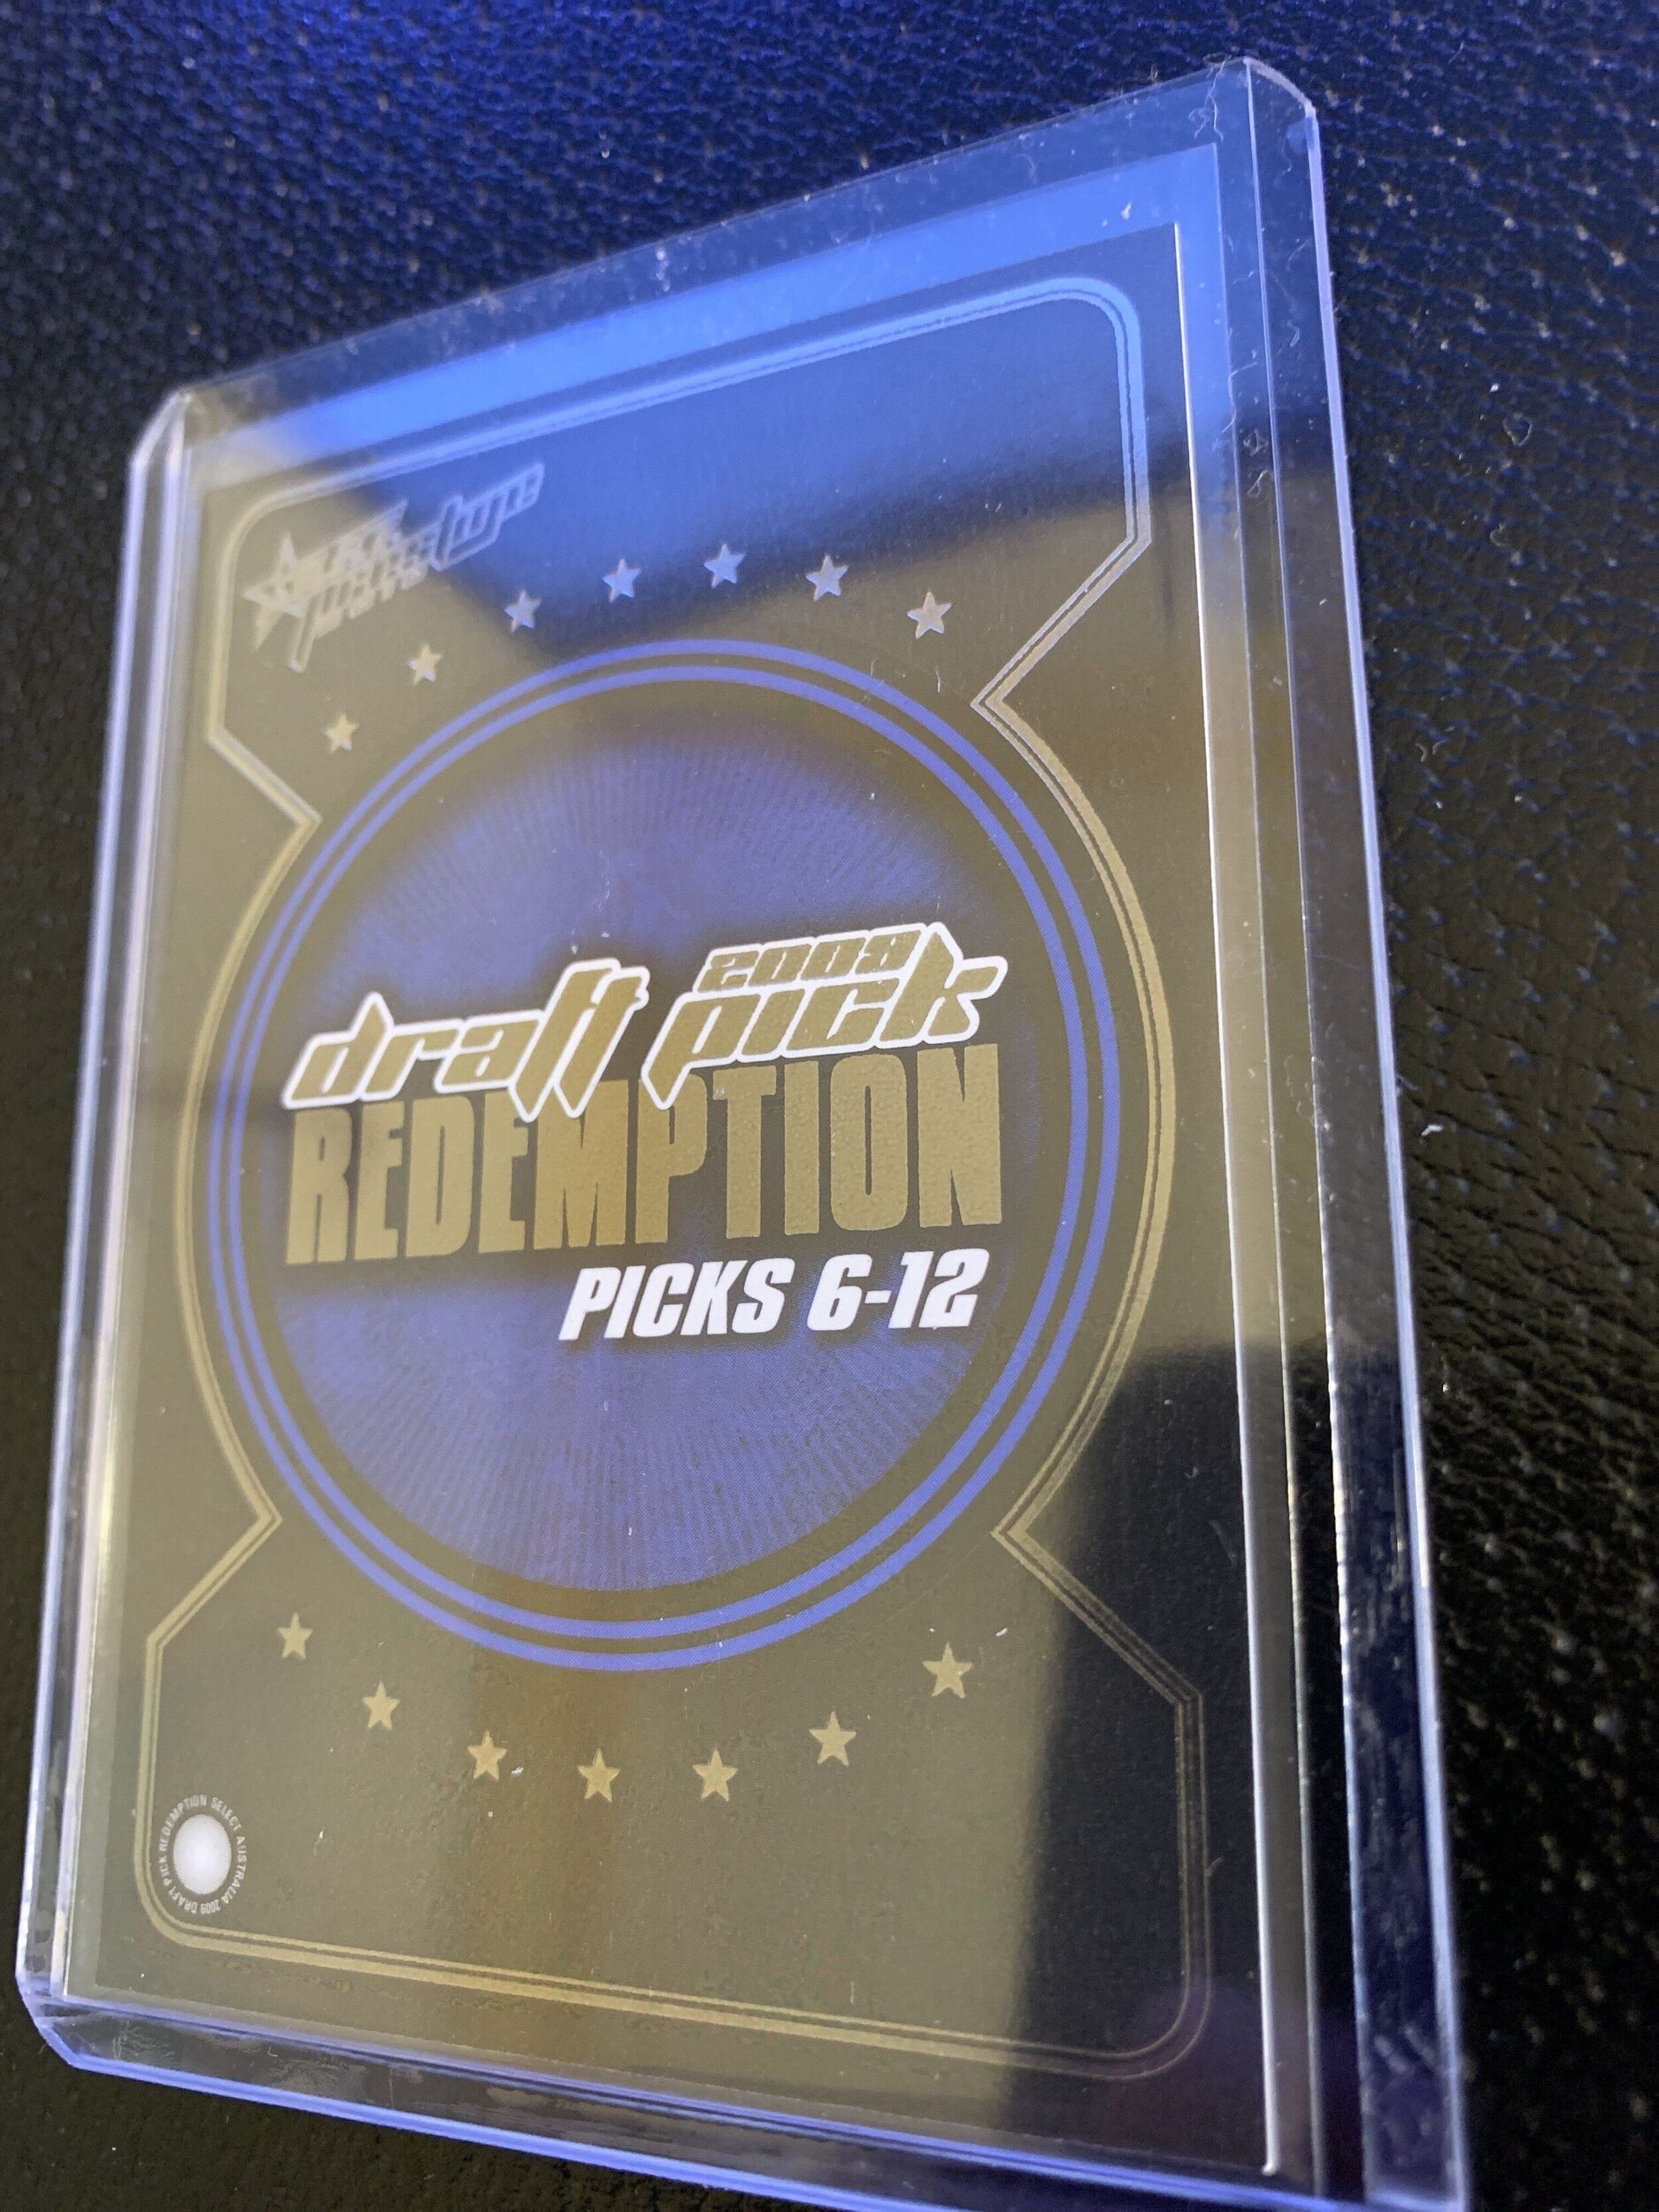 2009
draft pick
REDEMPTION
PICKS 6-12
SELECT AUSTRALIA 2009 DRAFT PICK REDEMPTION